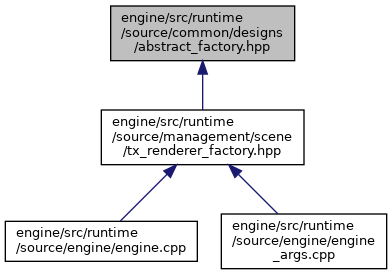 engine/src/runtime
/source/common/designs
/abstract_factory.hpp
engine/src/runtime
/source/management/scene
/tx_renderer_factory.hpp
engine/src/runtime
/source/engine/engine.cpp
engine/src/runtime
/source/engine/engine
_args.cpp